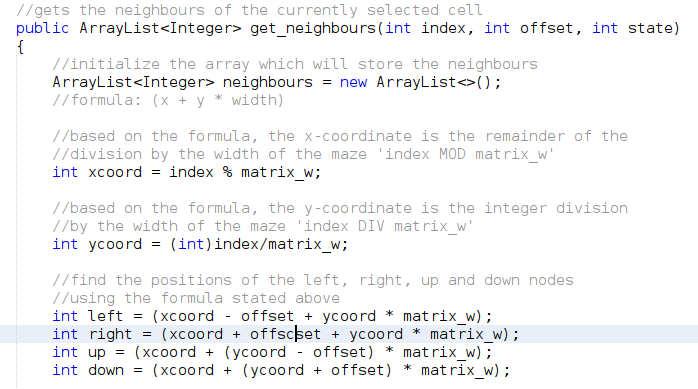 //gets the neighbours of the currently selected cell
public ArrayList<Integer> get_neighbours(int index, int offset, int state)
{
//initialize the array which will store the neighbours
ArrayList<Integer> neighbours = new ArrayList<>();
//formula: (x + y * width)
//based on the formula, the x-coordinate is the remainder of the
//division by the width of the maze 'index MOD matrix_w'
int xcoord = index % matrix_w;
//based on the formula, the y-coordinate is the integer division
//by the width of the maze 'index DIV matrix_w'
int ycoord = (int)index/matrix_w;
//find the positions of the left, right, up and down nodes
//using the formula stated above
int left = (xcoord - offset + ycoord * matrix_w);
int right = (xcoord + offscset + ycoord * matrix_w);
int up = (xcoord + (ycoord - offset) * matrix_w);
int down = (xcoord + (ycoord + offset) * matrix_w);